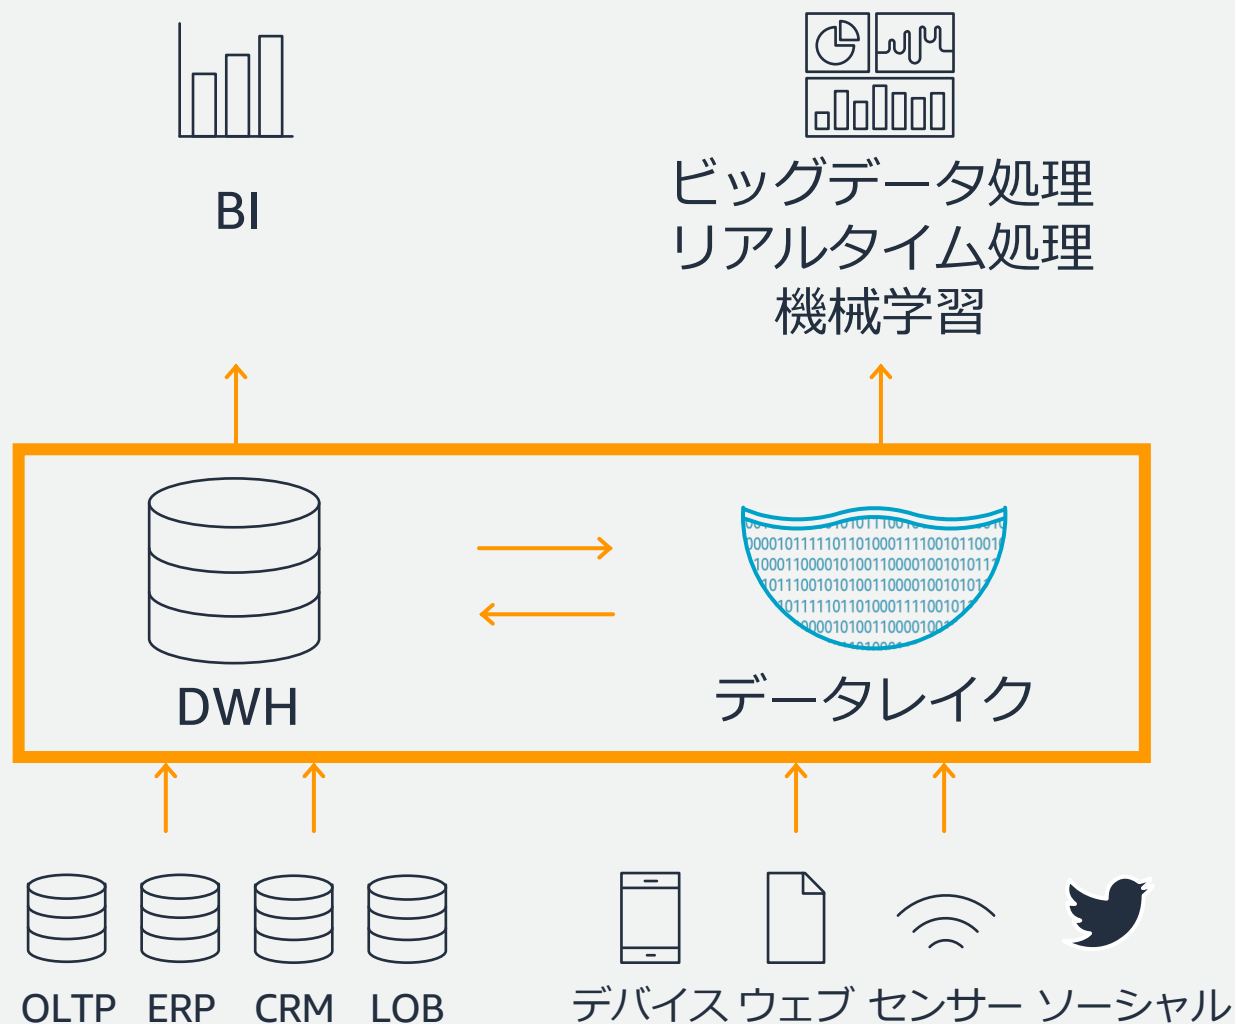 BI
ビッグデータ処理
リアルタイム処理
機械学習
DWH
データレイク
OLTP ERP CRM LOB
デバイス ウェブ センサー ソーシャル